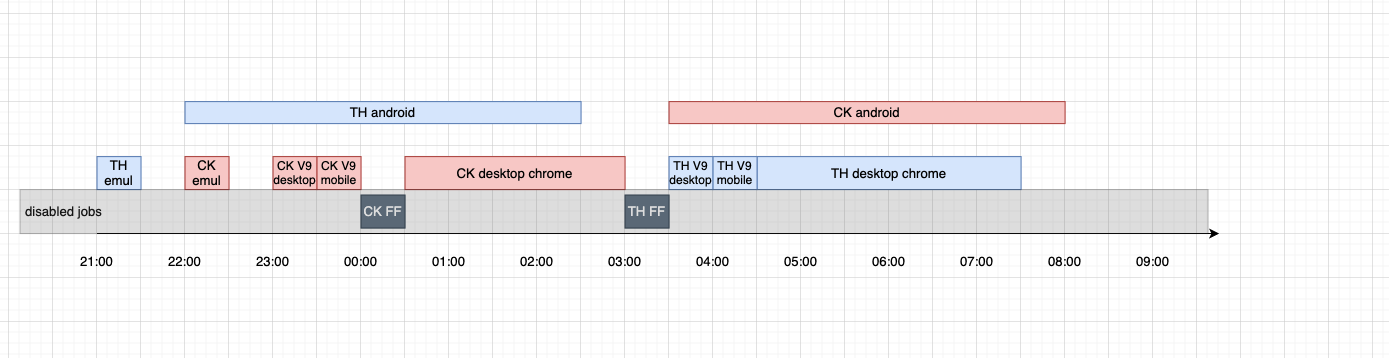 TH android
CK android
TH
emul
CK
emul
CK V9
desktop
CK V9
mobile
CK desktop chrome
TH V9
desktop
TH V9
mobile
TH desktop chrome
disabled jobs
CK FF
TH FF
21:00
22:00
23:00
00:00
01:00
02:00
03:00
04:00
05:00
06:00
07:00
08:00
09:00